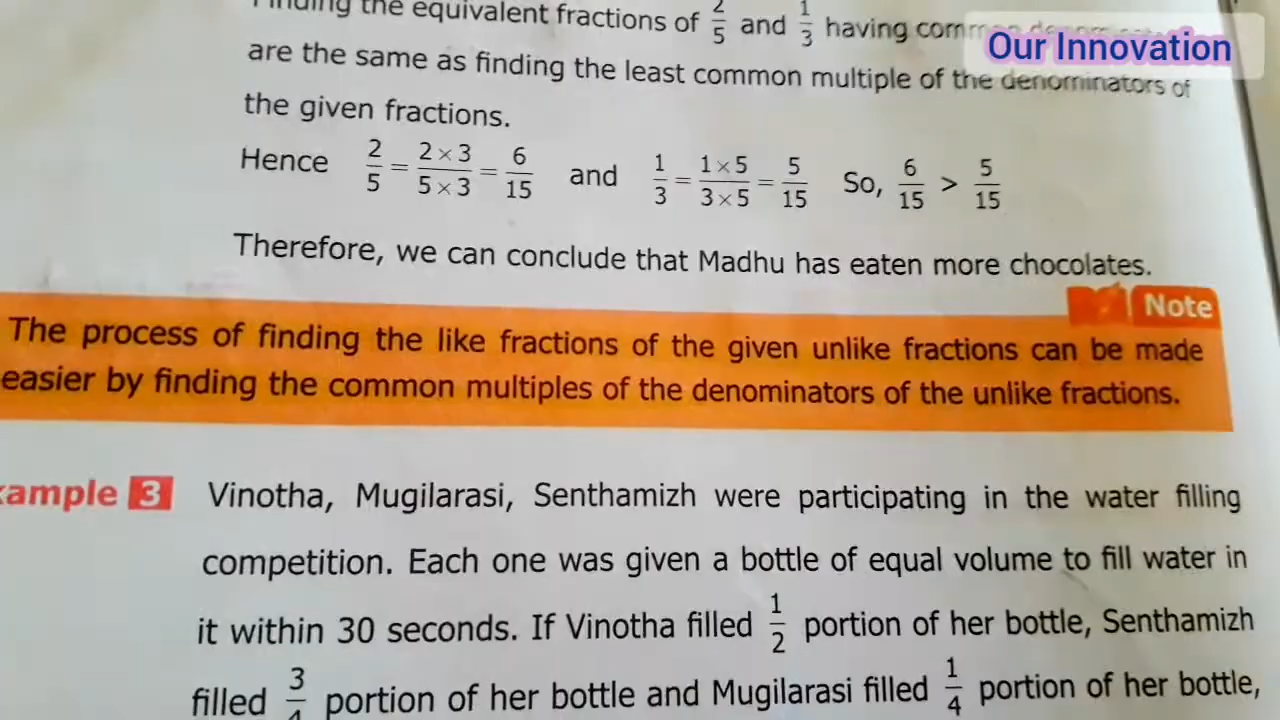 Finding the equivalent fractions of 2/5 and 1/3 having common
Our Innovation
are the same as finding the least common multiple of the denominators of
the given fractions.
Hence 2/5 = 2 × 3/5 × 3 = 6/15 and 1/3 = 1 × 5/3 × 5 = 5/15 So, 6/15 > 5/15
Therefore, we can conclude that Madhu has eaten more chocolates.
Note
The process of finding the like fractions of the given unlike fractions can be made
easier by finding the common multiples of the denominators of the unlike fractions.
xample 3 Vinotha, Mugilarasi, Senthamizh were participating in the water filling
competition. Each one was given a bottle of equal volume to fill water in
it within 30 seconds. If Vinotha filled 1/2 portion of her bottle, Senthamizh
filled 3/4 portion of her bottle and Mugilarasi filled 1/4 portion of her bottle,